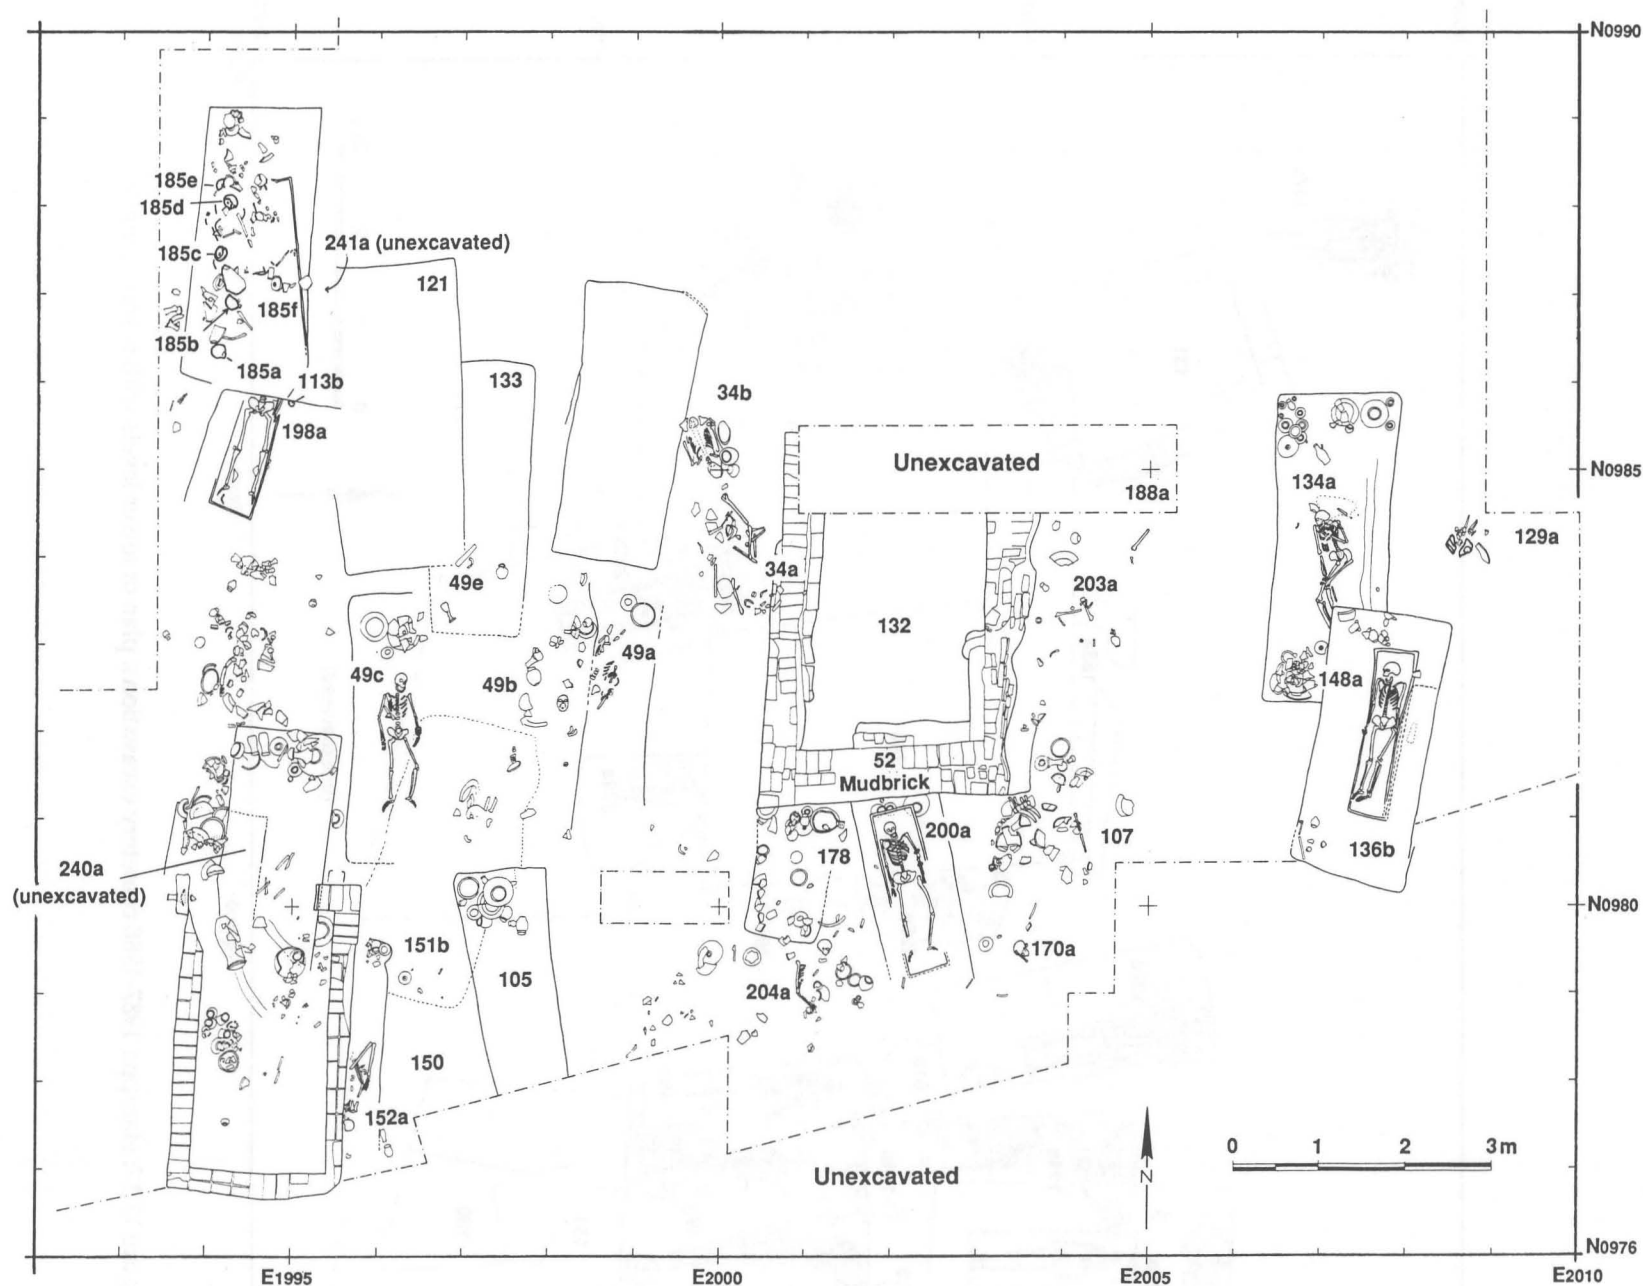 N0990
185e
185d
241a (unexcavated)
185c
121
185f
185b
185a
113b
133
34b
198a
Unexcavated
N0985
188a
134a
129a
49e
34a
203a
132
49a
49c
49b
148a
52
Mudbrick
200a
107
178
136b
240a
(unexcavated)
N0980
151b
170a
105
204a
150
152a
0 1 2 3m
Unexcavated
N
N0976
E1995
E2000
E2005
E2010